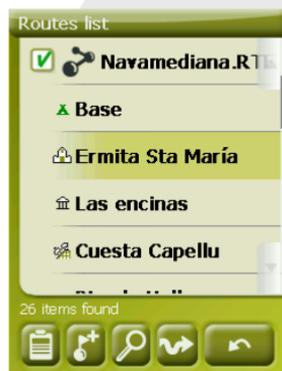 Routes list
Navamediana.RT
Base
Ermita Sta María
Las encinas
Cuesta Capellu
26 items found